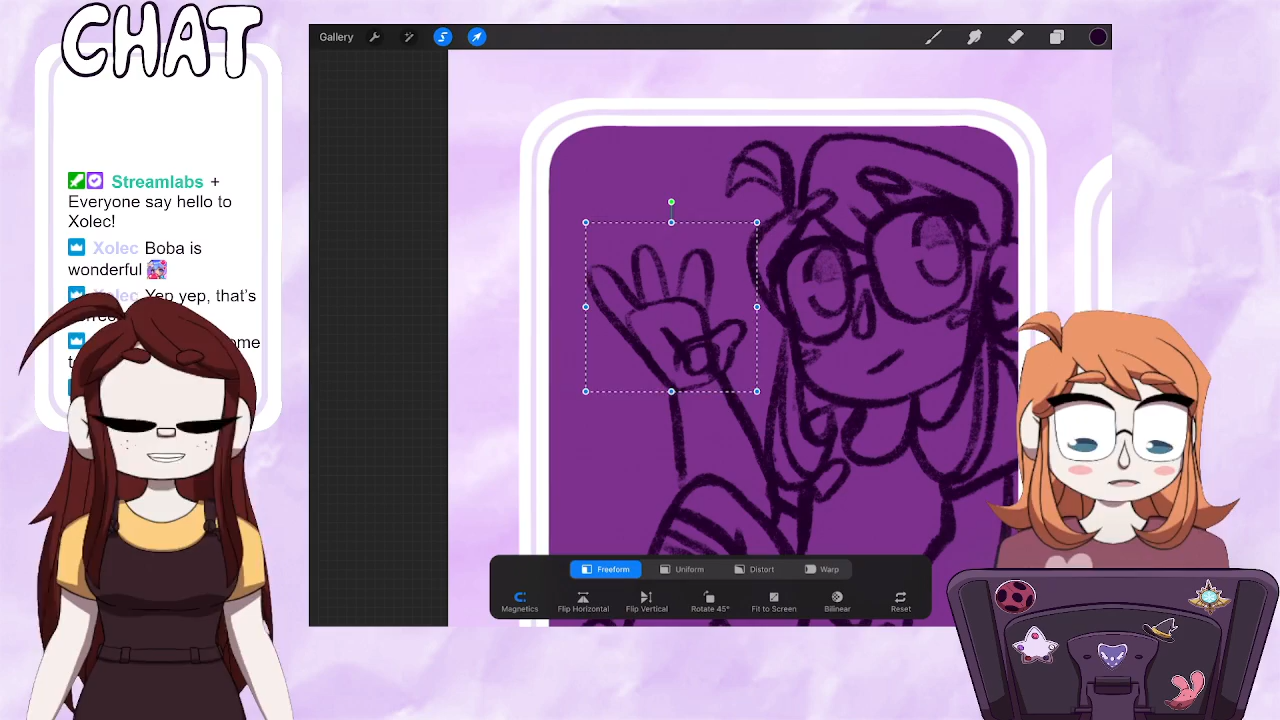 CHAT
Gallery
Streamlabs +
Everyone say hello to
Xolec!
Xolec Boba is
wonderful
Yep yep, that's
ome
Freeform
Uniform
Distort
Warp
Magnetics
Flip Horizontal
Flip Vertical
Rotate 45°
Fit to Screen
Bilinear
Reset